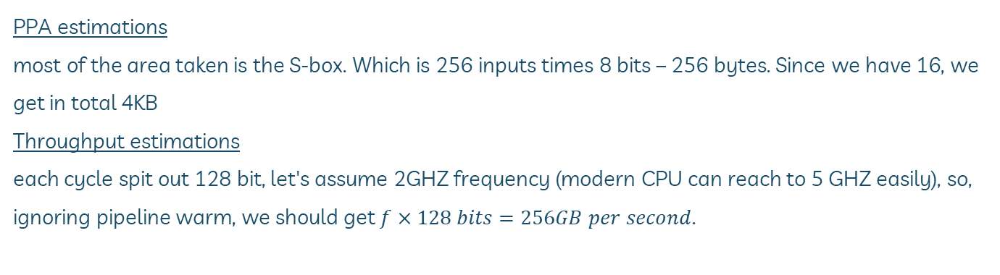 PPA estimations
most of the area taken is the S-box. Which is 256 inputs times 8 bits – 256 bytes. Since we have 16, we
get in total 4KB
Throughput estimations
each cycle spit out 128 bit, let's assume 2GHZ frequency (modern CPU can reach to 5 GHZ easily), so,
ignoring pipeline warm, we should get f × 128 bits = 256GB per second.